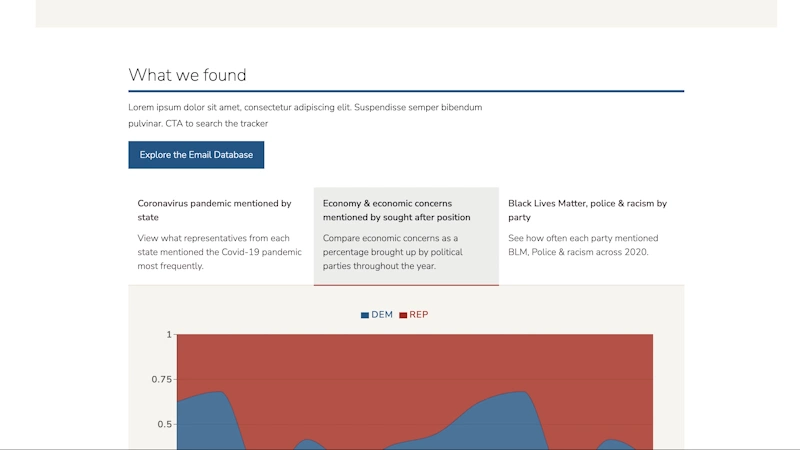 What we found
Lorem ipsum dolor sit amet, consectetur adipiscing elit. Suspendisse semper bibendum
pulvinar. CTA to search the tracker
Explore the Email Database
Coronavirus pandemic mentioned by
state
View what representatives from each
state mentioned the Covid-19 pandemic
most frequently.
Economy & economic concerns
mentioned by sought after position
Compare economic concerns as a
percentage brought up by political
parties throughout the year.
Black Lives Matter, police & racism by
party
See how often each party mentioned
BLM, Police & racism across 2020.
DEM REP
1
0.75
0.5